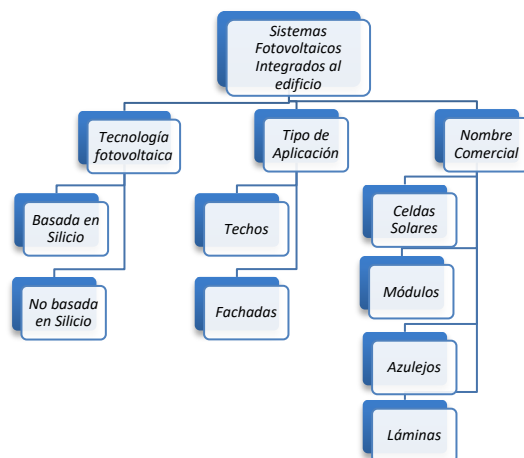 Sistemas
Fotovoltaicos
Integrados al
edificio
Tecnología
fotovoltaica
Tipo de
Aplicación
Nombre
Comercial
Basada en
Silicio
No basada
en Silicio
Techos
Fachadas
Celdas
Solares
Módulos
Azulejos
Láminas